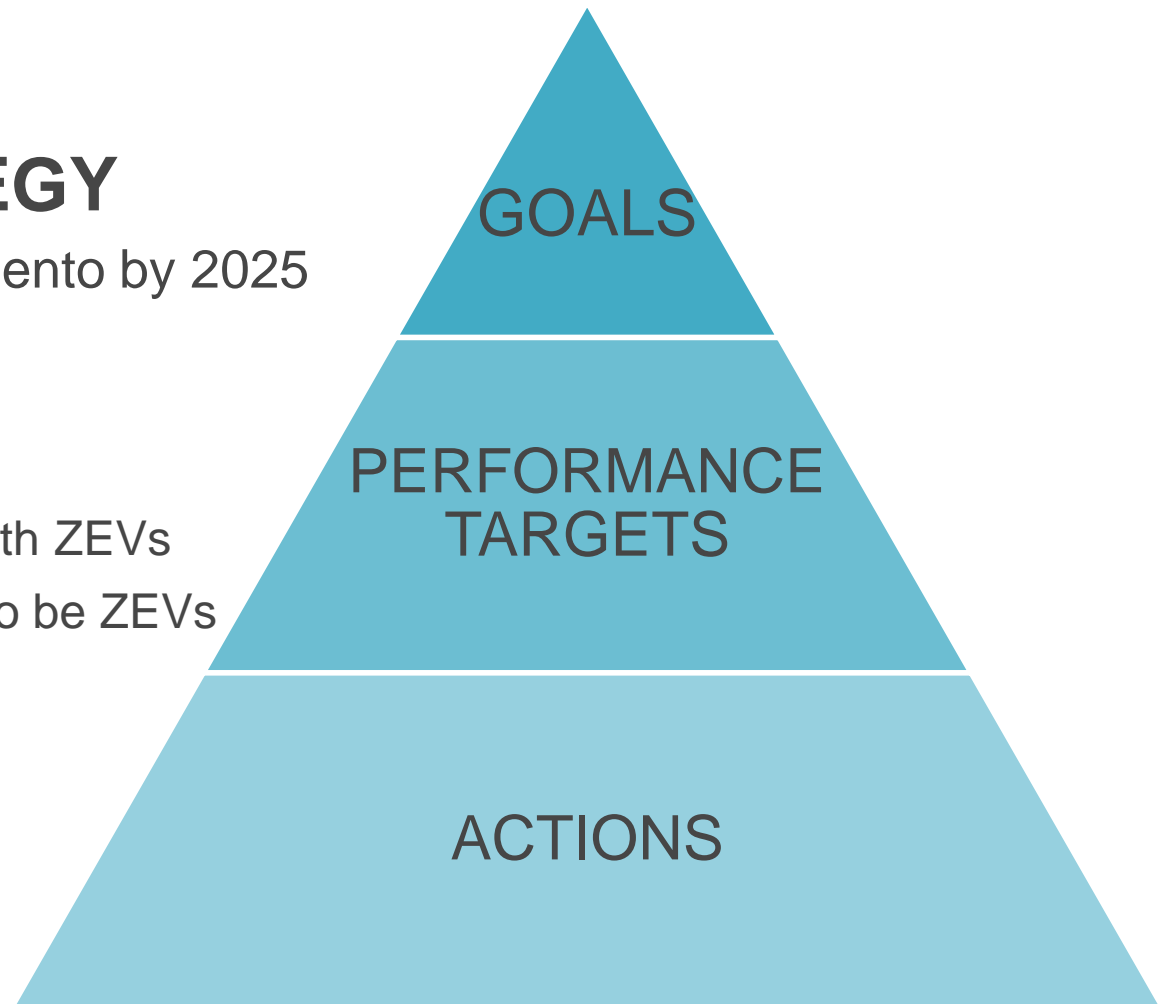 EGY
ento by 2025
th ZEVs
o be ZEVs
GOALS
PERFORMANCE
TARGETS
ACTIONS